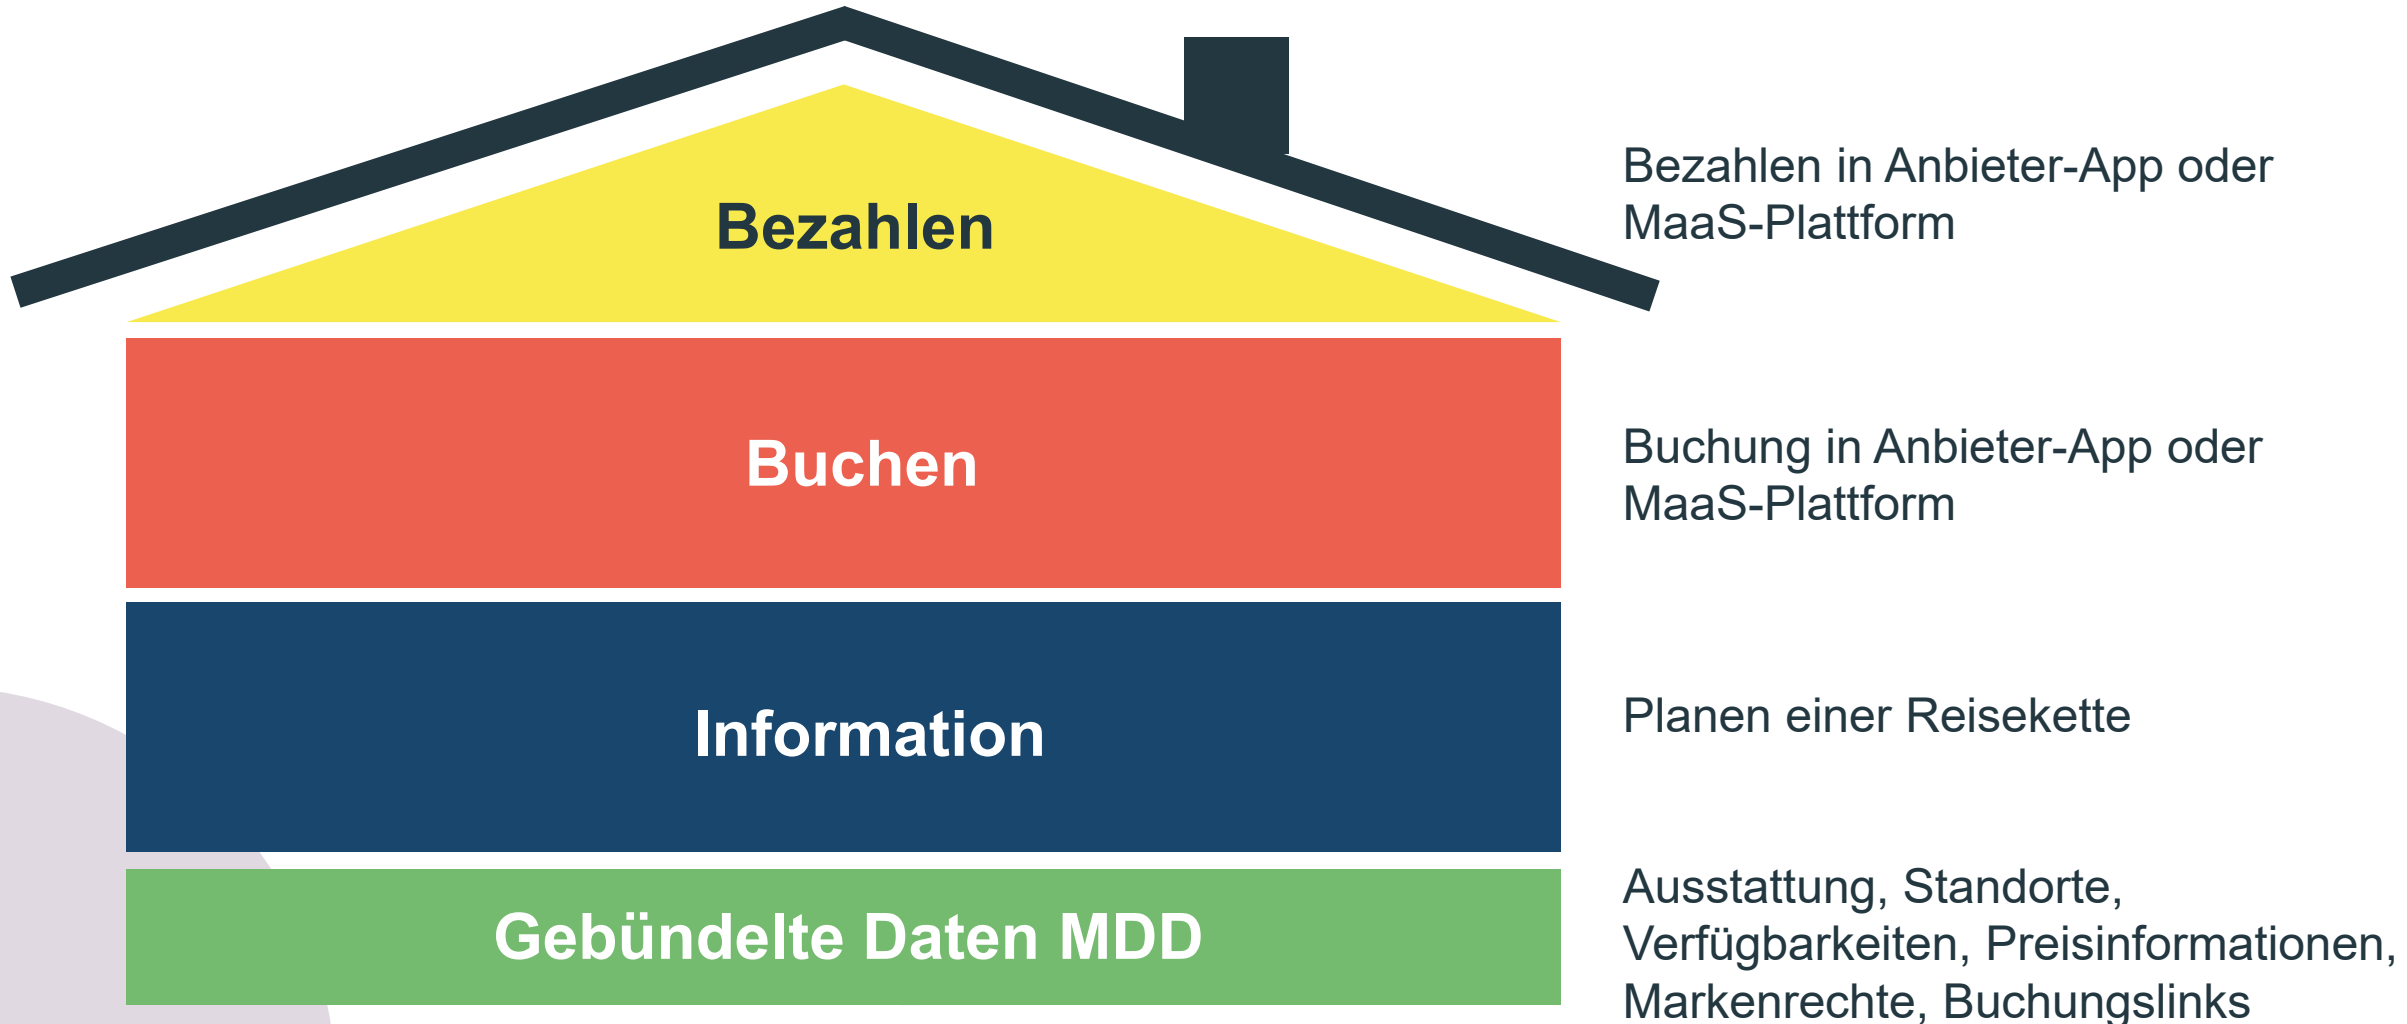 Bezahlen
Bezahlen in Anbieter-App oder
MaaS-Plattform
Buchen
Buchung in Anbieter-App oder
MaaS-Plattform
Information
Planen einer Reisekette
Gebündelte Daten MDD
Ausstattung, Standorte,
Verfügbarkeiten, Preisinformationen,
Markenrechte, Buchungslinks